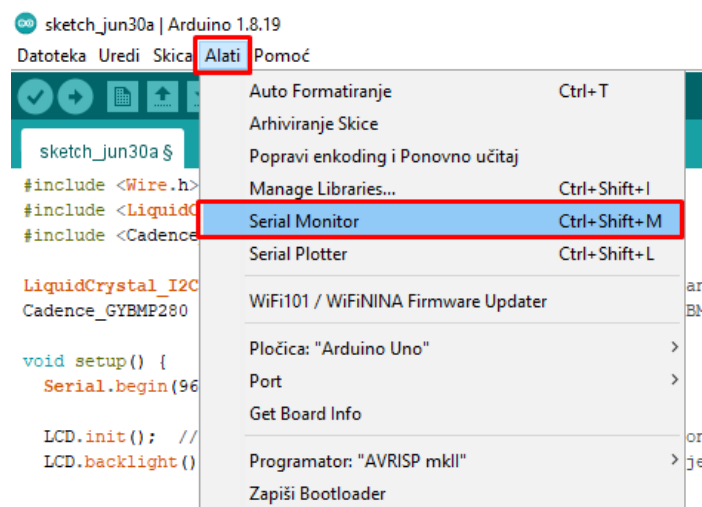 sketch_jun30a | Arduino 1.8.19
Datoteka Uredi Skica Alati Pomoć
Auto Formatiranje Ctrl+T
Arhiviranje Skice
sketch_jun30a §
Popravi enkoding i Ponovno učitaj
#include <Wire.h>
Manage Libraries... Ctrl+Shift+I
#include <LiquidC
Serial Monitor Ctrl+Shift+M
#include <Cadence
Serial Plotter Ctrl+Shift+L
LiquidCrystal_I2C
WiFi101 / WiFiNINA Firmware Updater
Cadence_GYBMP280
Pločica: "Arduino Uno"
void setup() {
Port
Serial.begin(96
Get Board Info
LCD.init(); //
LCD.backlight()
Programator: "AVRISP mkII"
Zapiši Bootloader